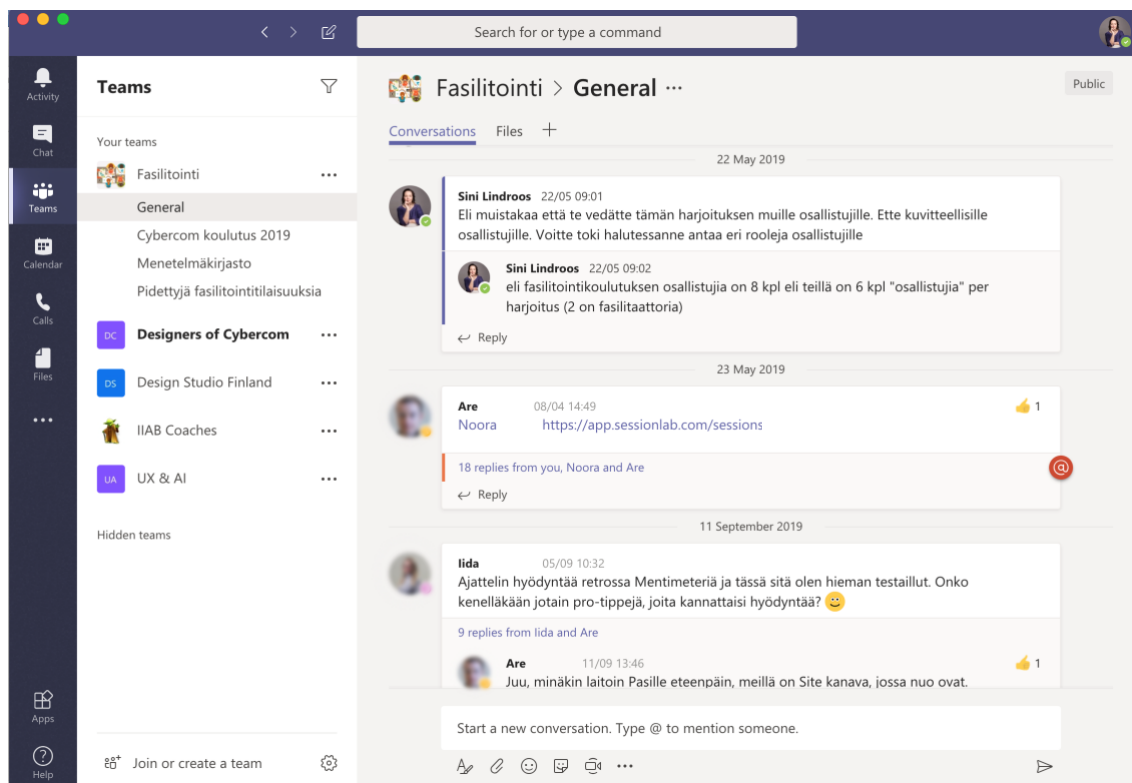 Search for or type a command
Activity
Chat
Teams
Calendar
Calls
Files
Apps
Help
Teams
Your teams
Fasilitointi
General
Cybercom koulutus 2019
Menetelmäkirjasto
Pidettyjä fasilitointitilaisuuksia
DC Designers of Cybercom
DS Design Studio Finland
IIAB Coaches
UA UX & AI
Hidden teams
Join or create a team
Fasilitointi > General
Public
Conversations Files
22 May 2019
Sini Lindroos 22/05 09:01
Eli muistakaa että te vedätte tämän harjoituksen muille osallistujille. Ette kuvitteellisille
osallistujille. Voitte toki halutessanne antaa eri rooleja osallistujille
Sini Lindroos 22/05 09:02
eli fasilitointikoulutuksen osallistujia on 8 kpl eli teillä on 6 kpl "osallistujia" per
harjoitus (2 on fasilitaattoria)
Reply
23 May 2019
Are 08/04 14:49
1
Noora https://app.sessionlab.com/sessions
18 replies from you, Noora and Are
@
Reply
11 September 2019
Iida 05/09 10:32
Ajattelin hyödyntää retrossa Mentimeteriä ja tässä sitä olen hieman testaillut. Onko
kenelläkään jotain pro-tippejä, joita kannattaisi hyödyntää?
9 replies from Iida and Are
Are 11/09 13:46
1
Juu, minäkin laitoin Pasille eteenpäin, meillä on Site kanava, jossa nuo ovat.
Start a new conversation. Type @ to mention someone.